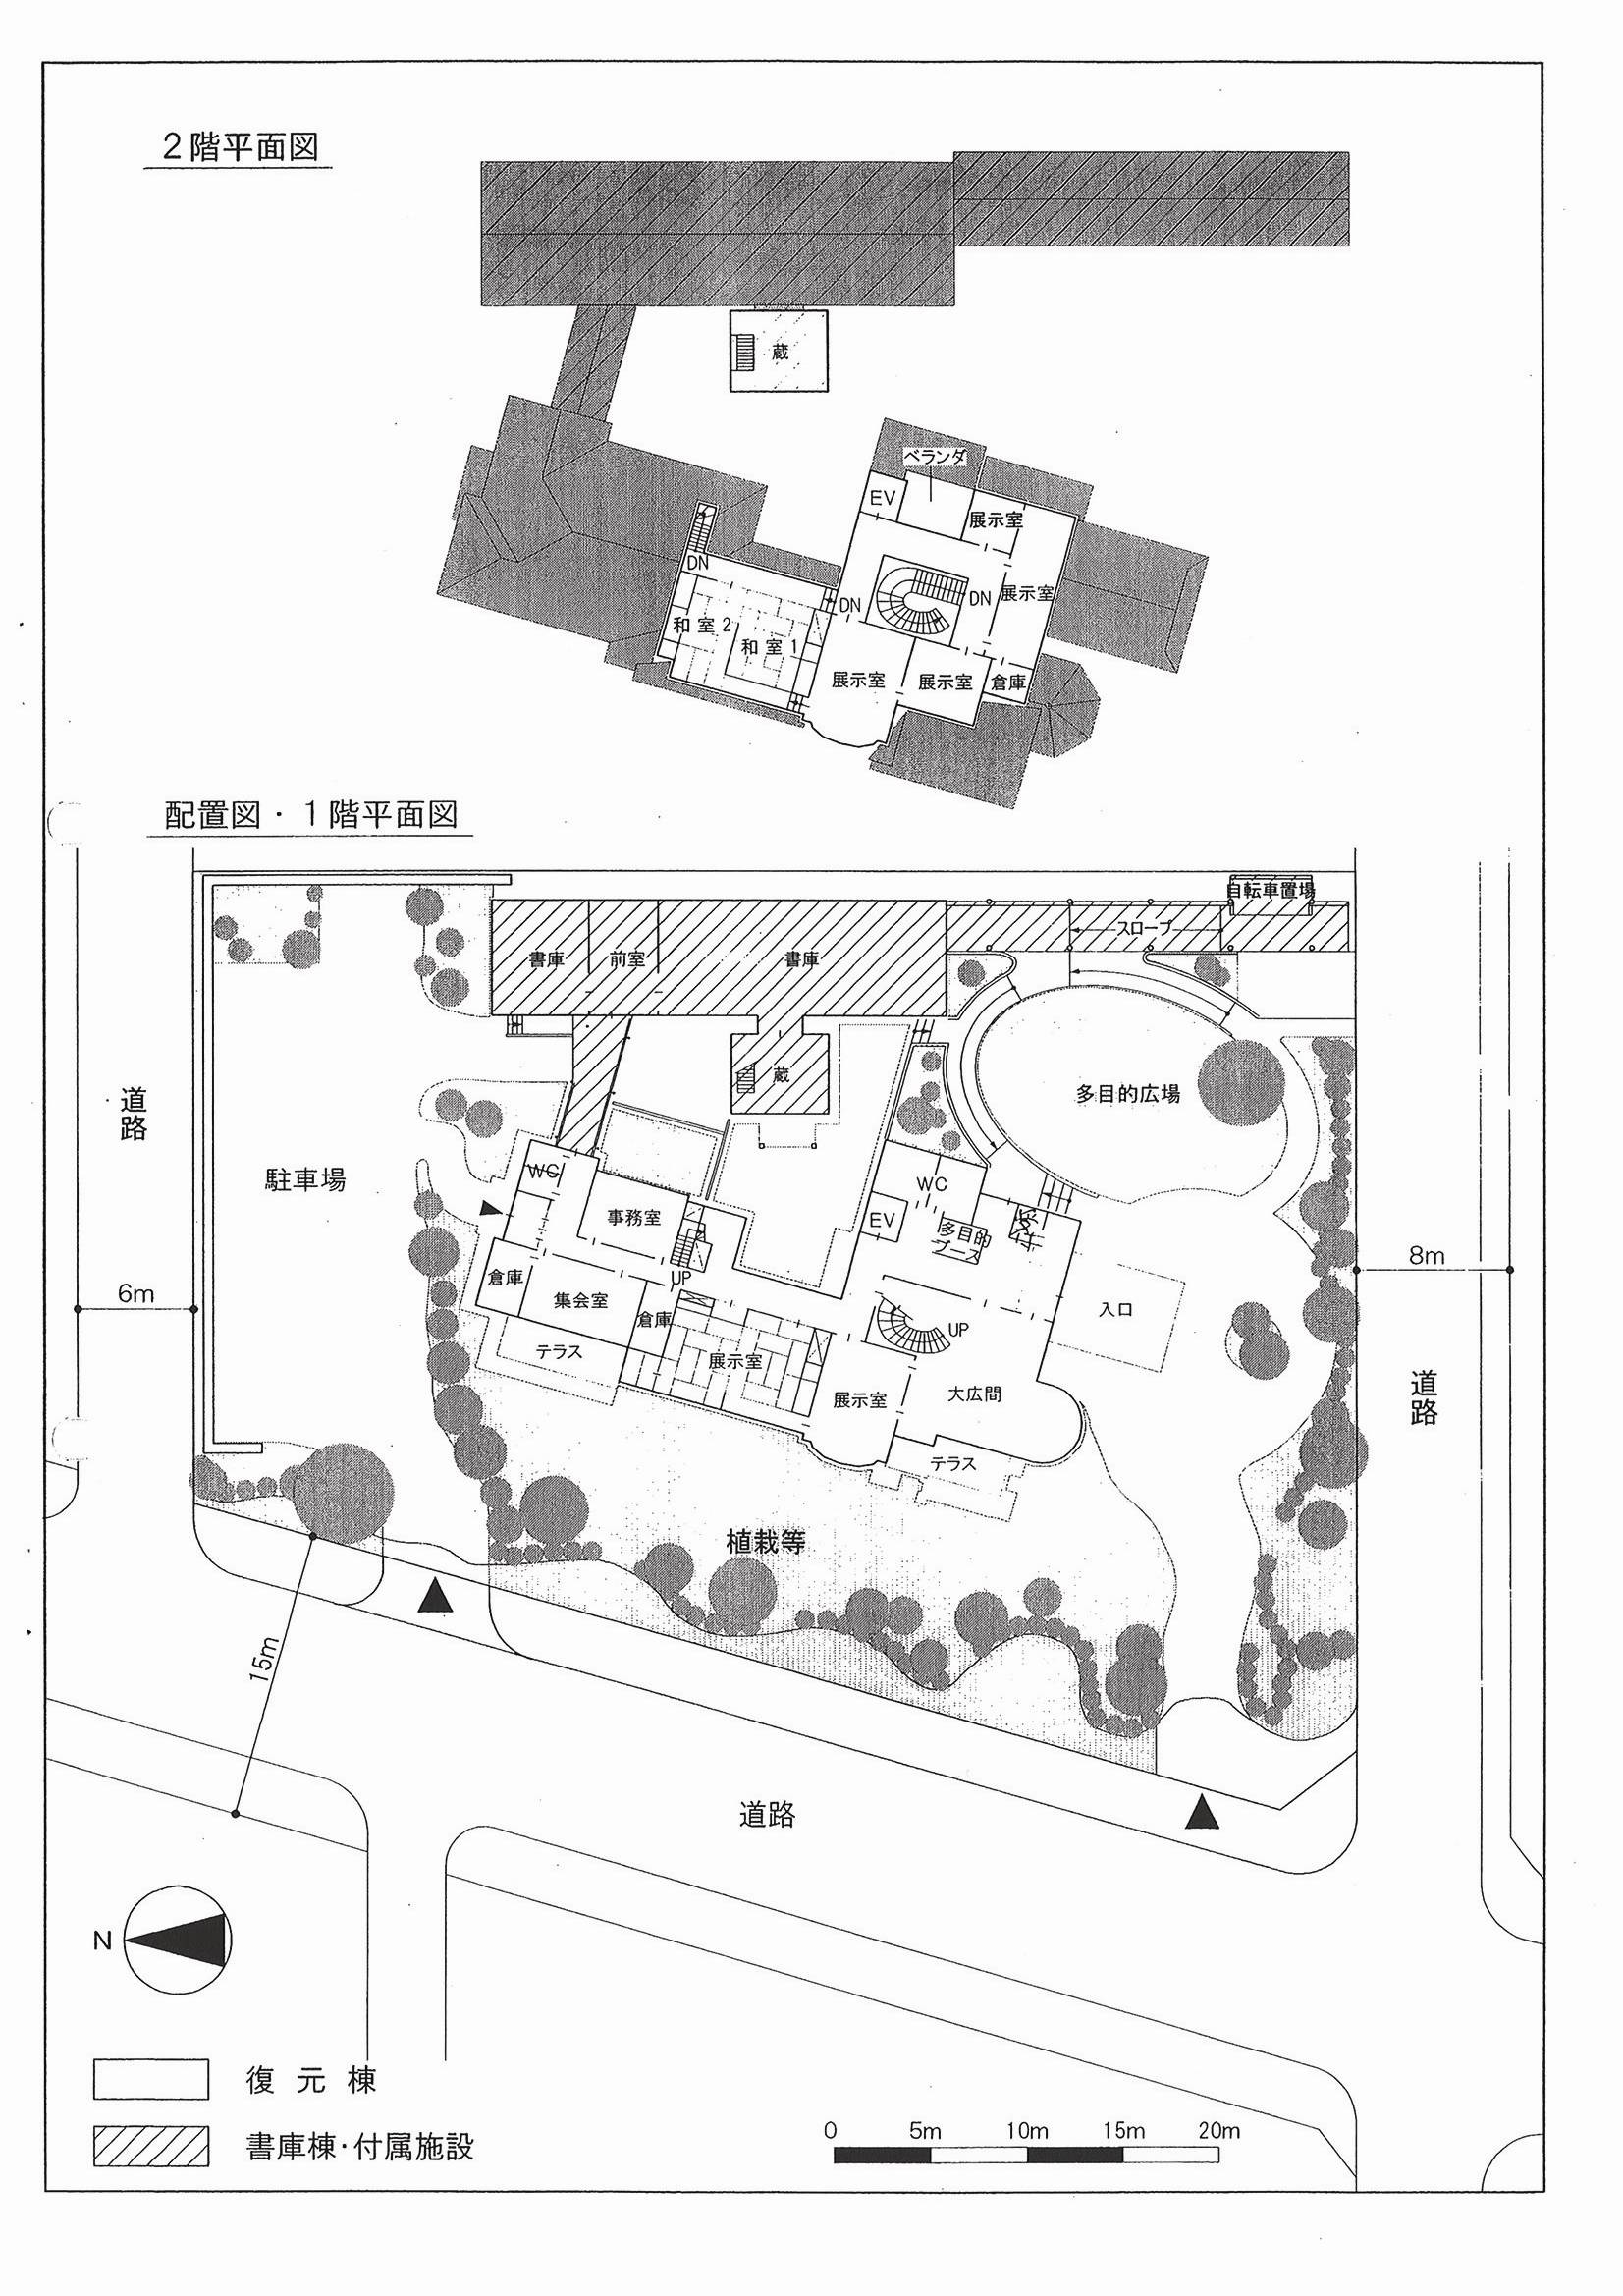 2階平面図
蔵
ベランダ
EV
展示室
DN
展示室
DN
DN
和室2
和室1
展示室
展示室
倉庫
配置図・1階平面図
自転車置場
スロープ
書庫
前室
書庫
蔵
多目的広場
道路
駐車場
WC
事務室
WC
EV
多目的
ブース
受付
倉庫
UP
集会室
倉庫
6m
8m
入口
UP
テラス
展示室
展示室
大広間
道路
テラス
植栽等
15m
道路
N
復元棟
書庫棟・付属施設
0 5m 10m 15m 20m